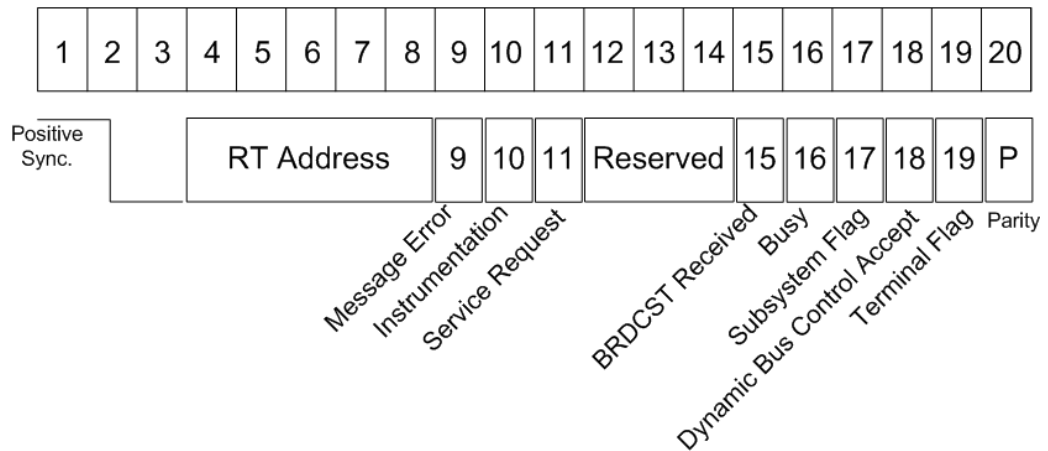 1 2 3 4 5 6 7 8 9 10 11 12 13 14 15 16 17 18 19 20
Positive
Sync.
RT Address 9 10 11 Reserved 15 16 17 18 19 P
Message Error
Instrumentation
Service Request
BRDCST Received
Busy
Subsystem Flag
Dynamic Bus Control Accept
Terminal Flag
Parity